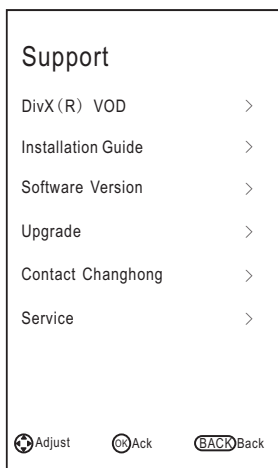 Support
DivX(R) VOD
Installation Guide
Software Version
Upgrade
Contact Changhong
Service
Adjust OK Ack BACK Back